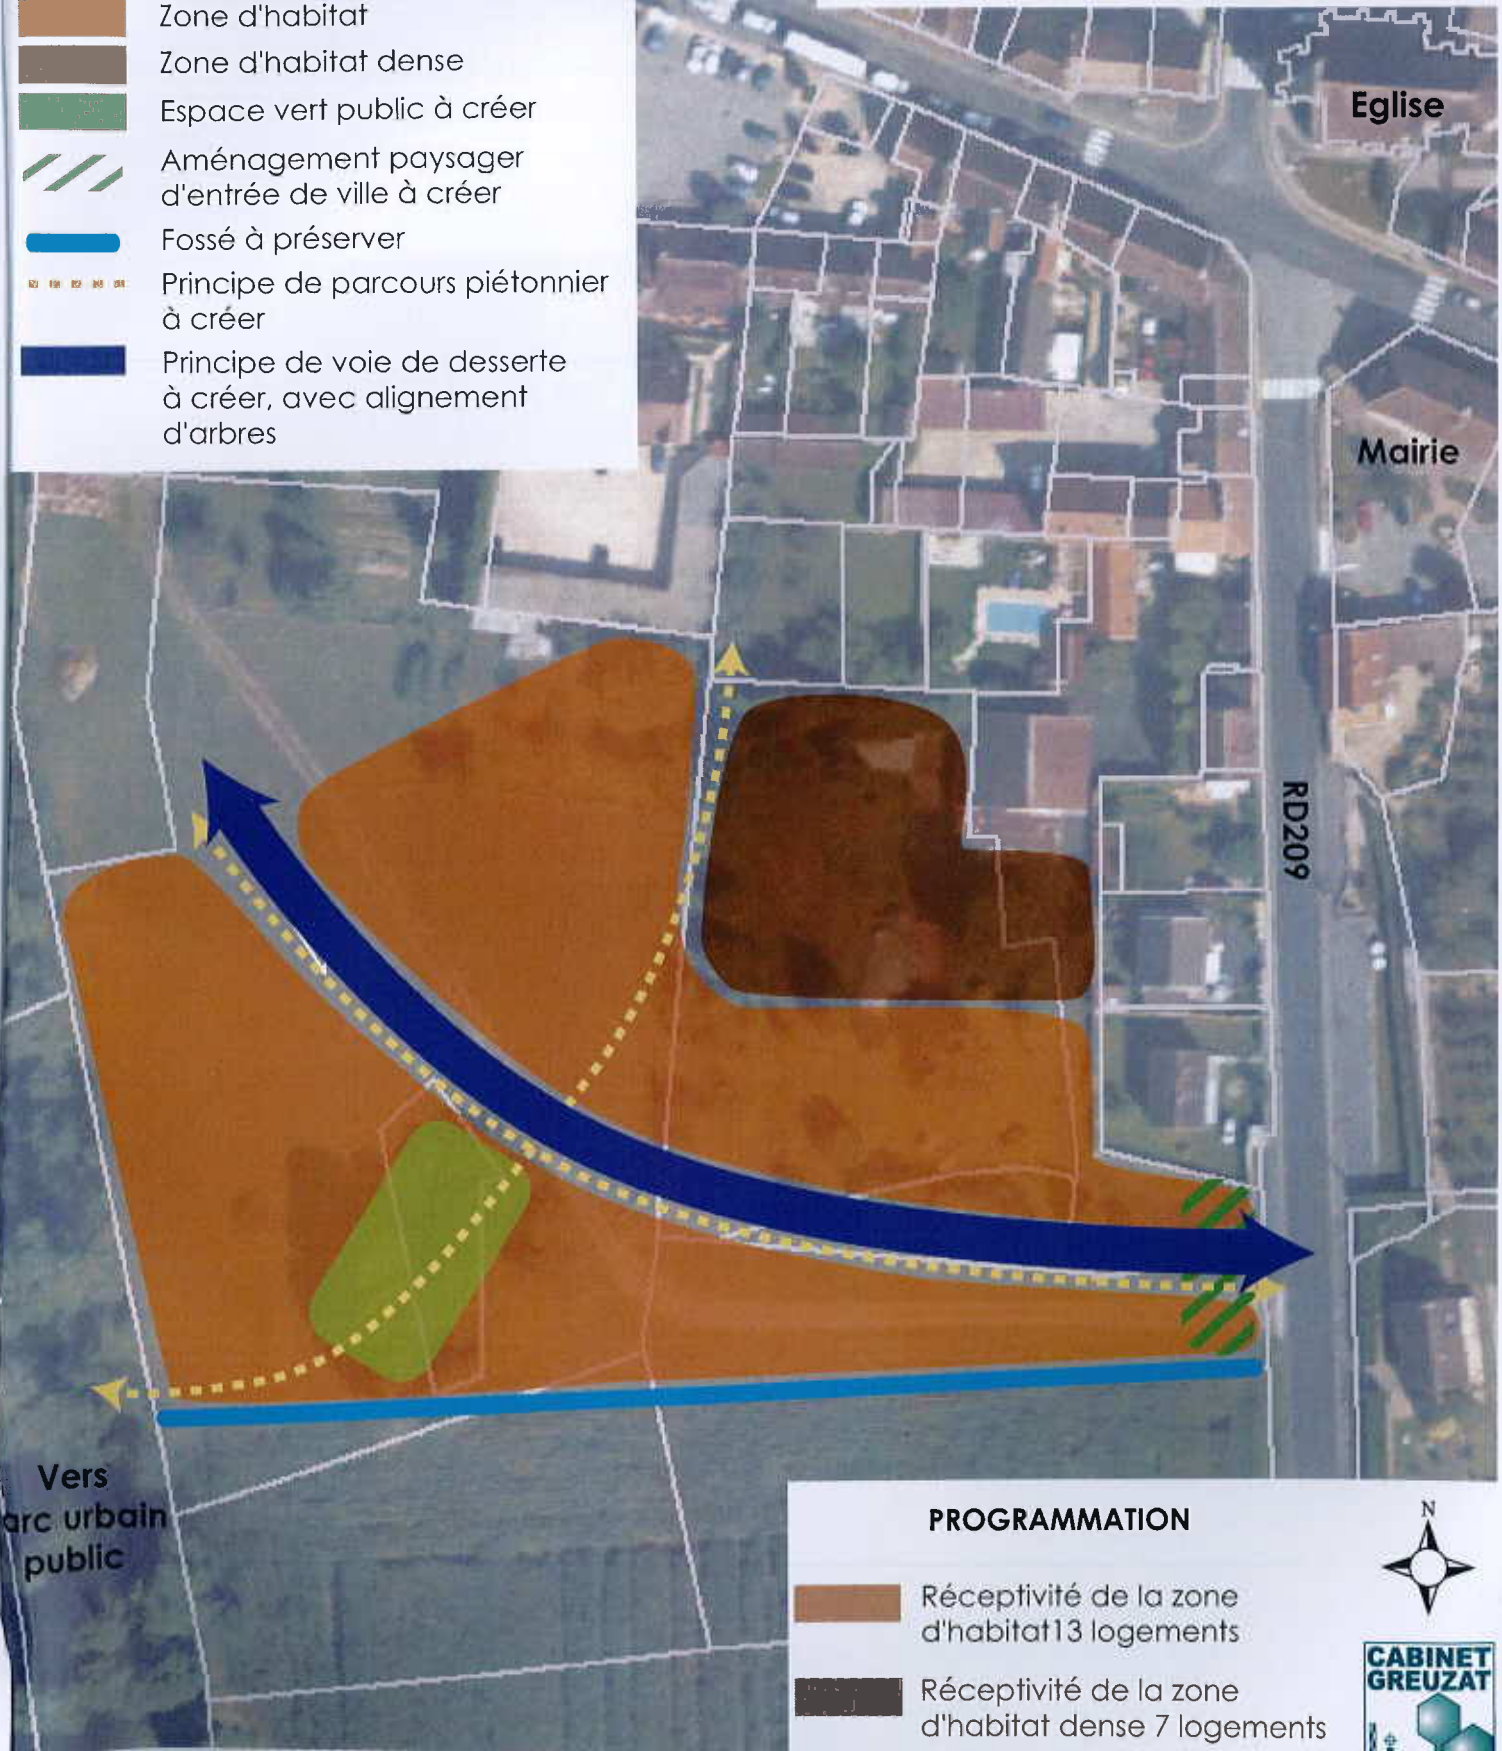 Zone d'habitat
Zone d'habitat dense
Espace vert public à créer
Aménagement paysager
d'entrée de ville à créer
Fossé à préserver
Principe de parcours piétonnier
à créer
Principe de voie de desserte
à créer, avec alignement
d'arbres
Eglise
Mairie
RD209
Vers
arc urbain
public
PROGRAMMATION
N
Réceptivité de la zone
d'habitat13 logements
Réceptivité de la zone
d'habitat dense 7 logements
CABINET
GREUZAT